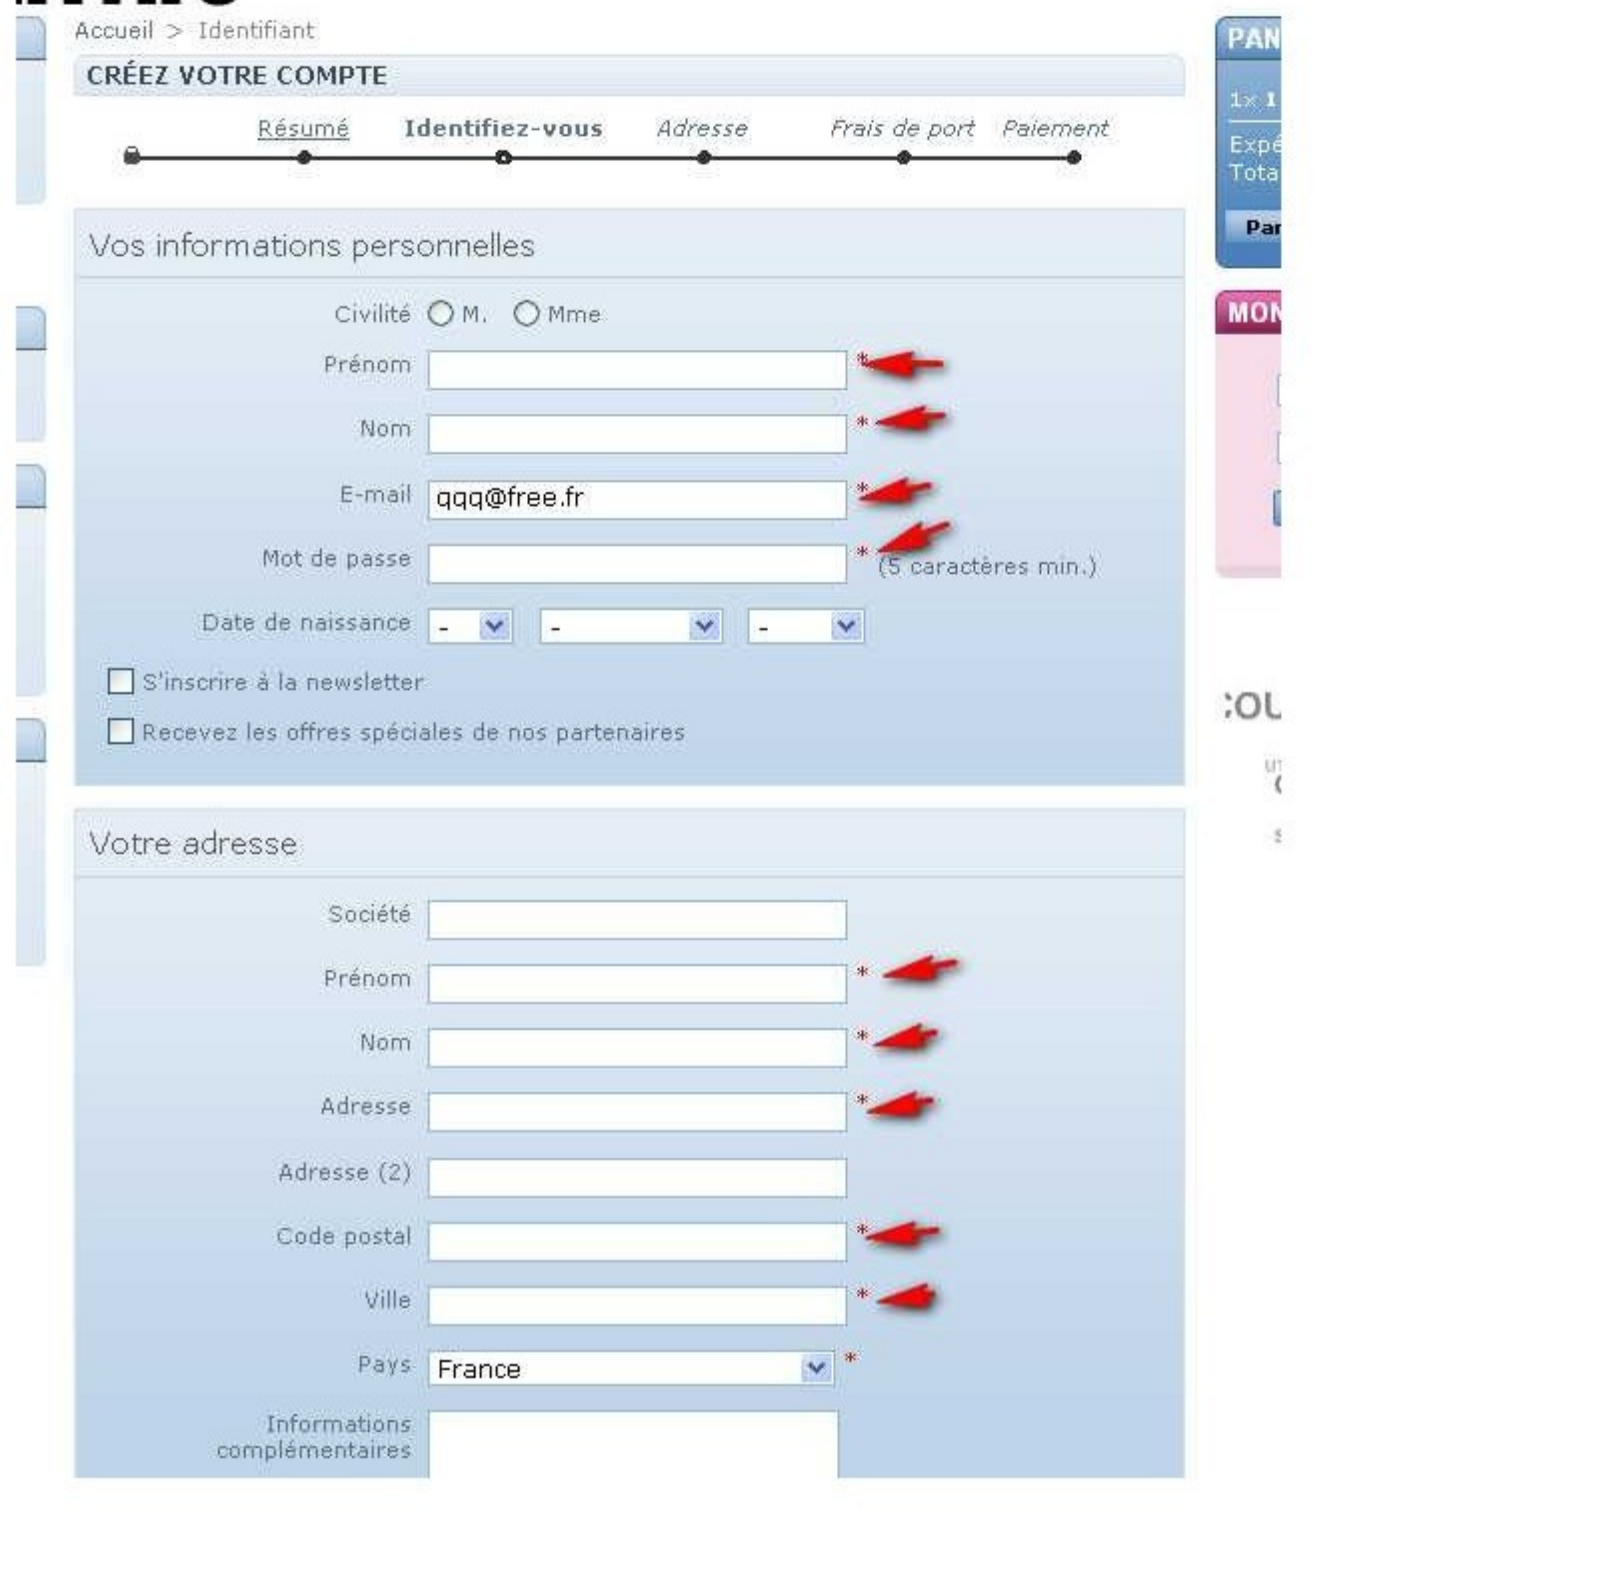 Accueil > Identifiant
CRÉEZ VOTRE COMPTE
Résumé Identifiez-vous Adresse Frais de port Paiement
Vos informations personnelles
Civilité M. Mme
Prénom *
Nom *
E-mail qqq@free.fr *
Mot de passe * (5 caractères min.)
Date de naissance - - -
S'inscrire à la newsletter
Recevez les offres spéciales de nos partenaires
Votre adresse
Société
Prénom *
Nom *
Adresse *
Adresse (2)
Code postal *
Ville *
Pays France *
Informations
complémentaires
PAN
1x 1
Expé
Tota
Par
MON